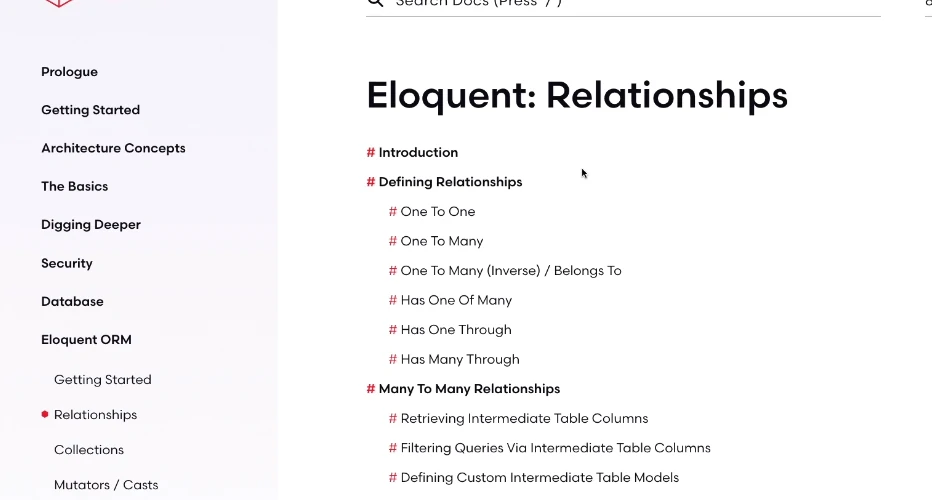 Search Docs (Press '/')
Prologue
Getting Started
Architecture Concepts
The Basics
Digging Deeper
Security
Database
Eloquent ORM
Getting Started
Relationships
Collections
Mutators / Casts
Eloquent: Relationships
# Introduction
# Defining Relationships
# One To One
# One To Many
# One To Many (Inverse) / Belongs To
# Has One Of Many
# Has One Through
# Has Many Through
# Many To Many Relationships
# Retrieving Intermediate Table Columns
# Filtering Queries Via Intermediate Table Columns
# Defining Custom Intermediate Table Models